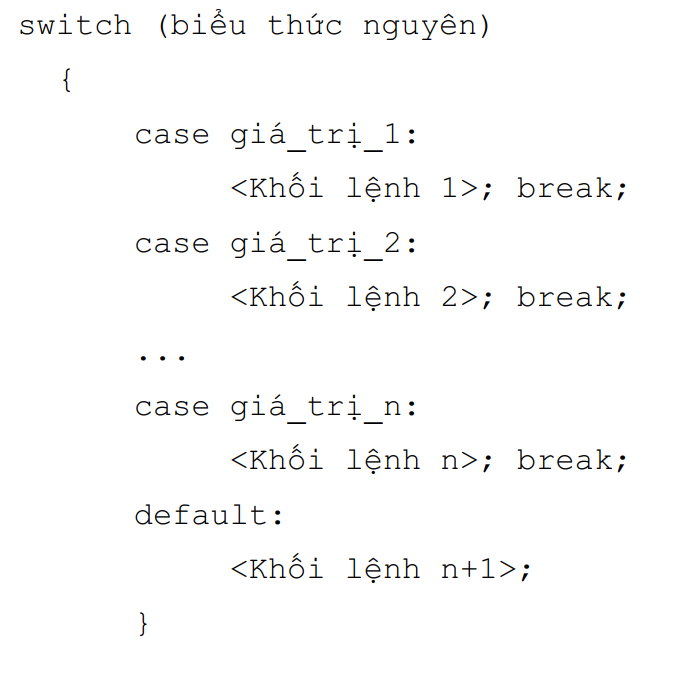 switch (biểu thức nguyên)
{
case giá_trị_1:
<Khối lệnh 1>; break;
case giá_trị_2:
<Khối lệnh 2>; break;
...
case giá_trị_n:
<Khối lệnh n>; break;
default:
<Khối lệnh n+1>;
}